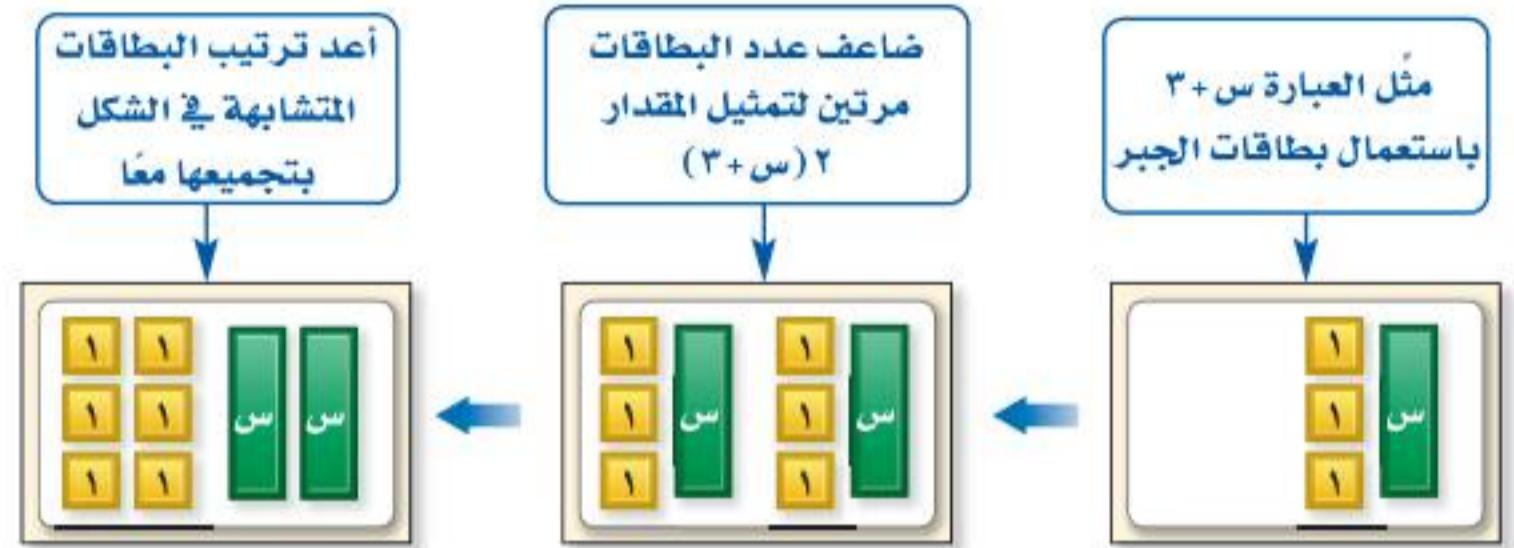 مثّل العبارة س + ٣
باستعمال بطاقات الجبر
ضاعف عدد البطاقات
مرتين لتمثيل المقدار
٢ (س + ٣)
أعد ترتيب البطاقات
المتشابهة في الشكل
بتجميعها معًا
س ١
١
١
س ١ س ١
١ ١
١ ١
س س ١ ١
١ ١
١ ١